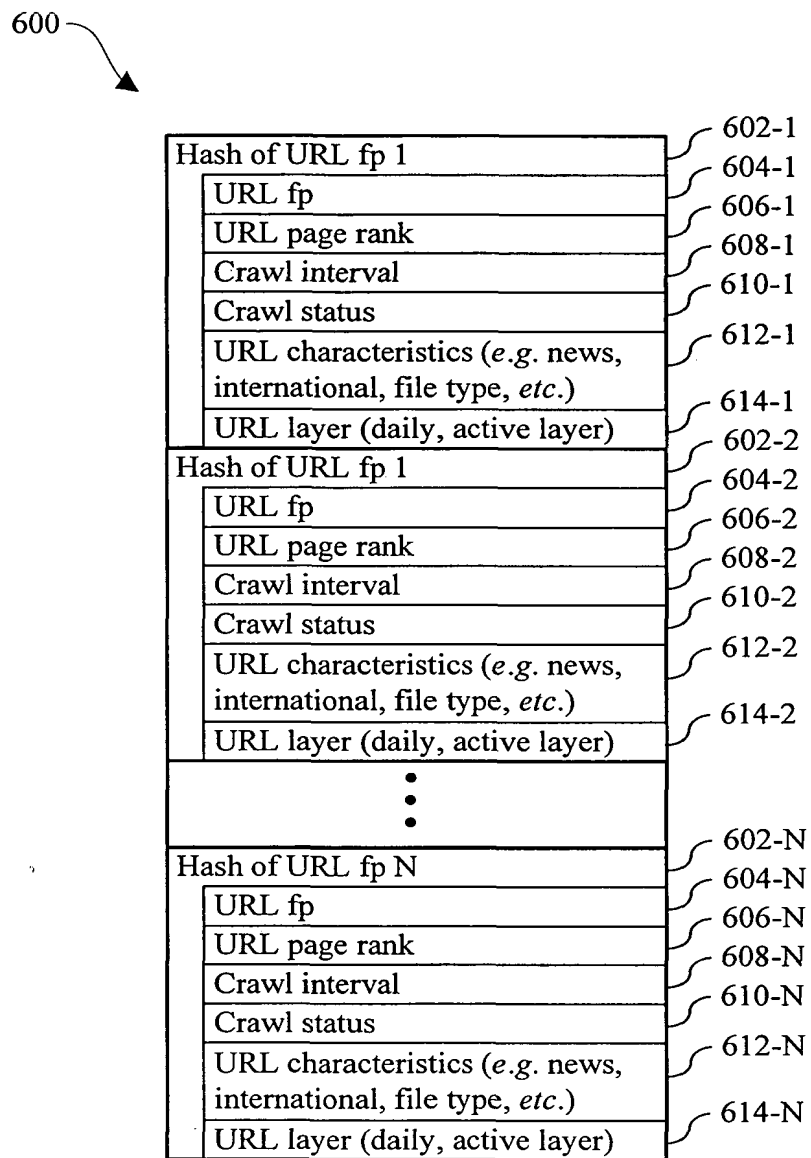 600
602-1
Hash of URL fp 1
604-1
URL fp
606-1
URL page rank
608-1
Crawl interval
610-1
Crawl status
612-1
URL characteristics (e.g. news,
international, file type, etc.)
614-1
URL layer (daily, active layer)
602-2
Hash of URL fp 1
604-2
URL fp
606-2
URL page rank
608-2
Crawl interval
610-2
Crawl status
612-2
URL characteristics (e.g. news,
international, file type, etc.)
614-2
URL layer (daily, active layer)
602-N
Hash of URL fp N
604-N
URL fp
606-N
URL page rank
608-N
Crawl interval
610-N
Crawl status
612-N
URL characteristics (e.g. news,
international, file type, etc.)
614-N
URL layer (daily, active layer)